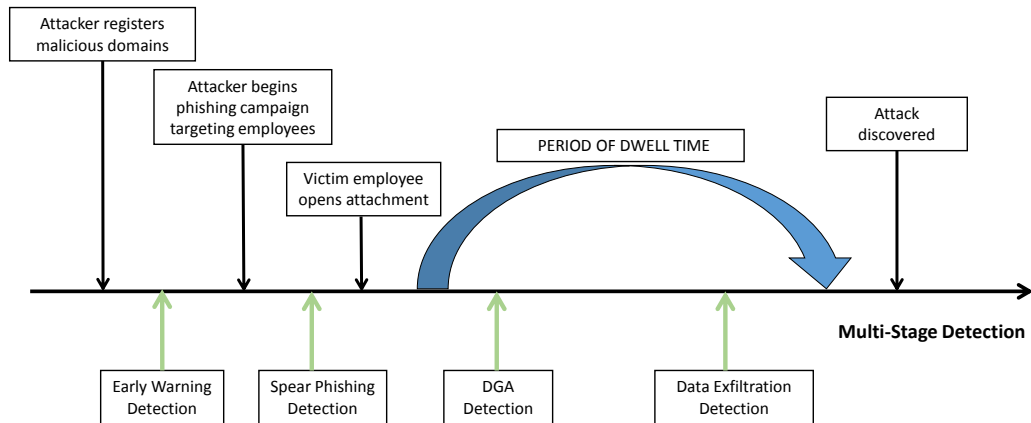 Attacker registers
malicious domains
Attacker begins
phishing campaign
targeting employees
Victim employee
opens attachment
PERIOD OF DWELL TIME
Attack
discovered
Multi-Stage Detection
Early Warning
Detection
Spear Phishing
Detection
DGA
Detection
Data Exfiltration
Detection